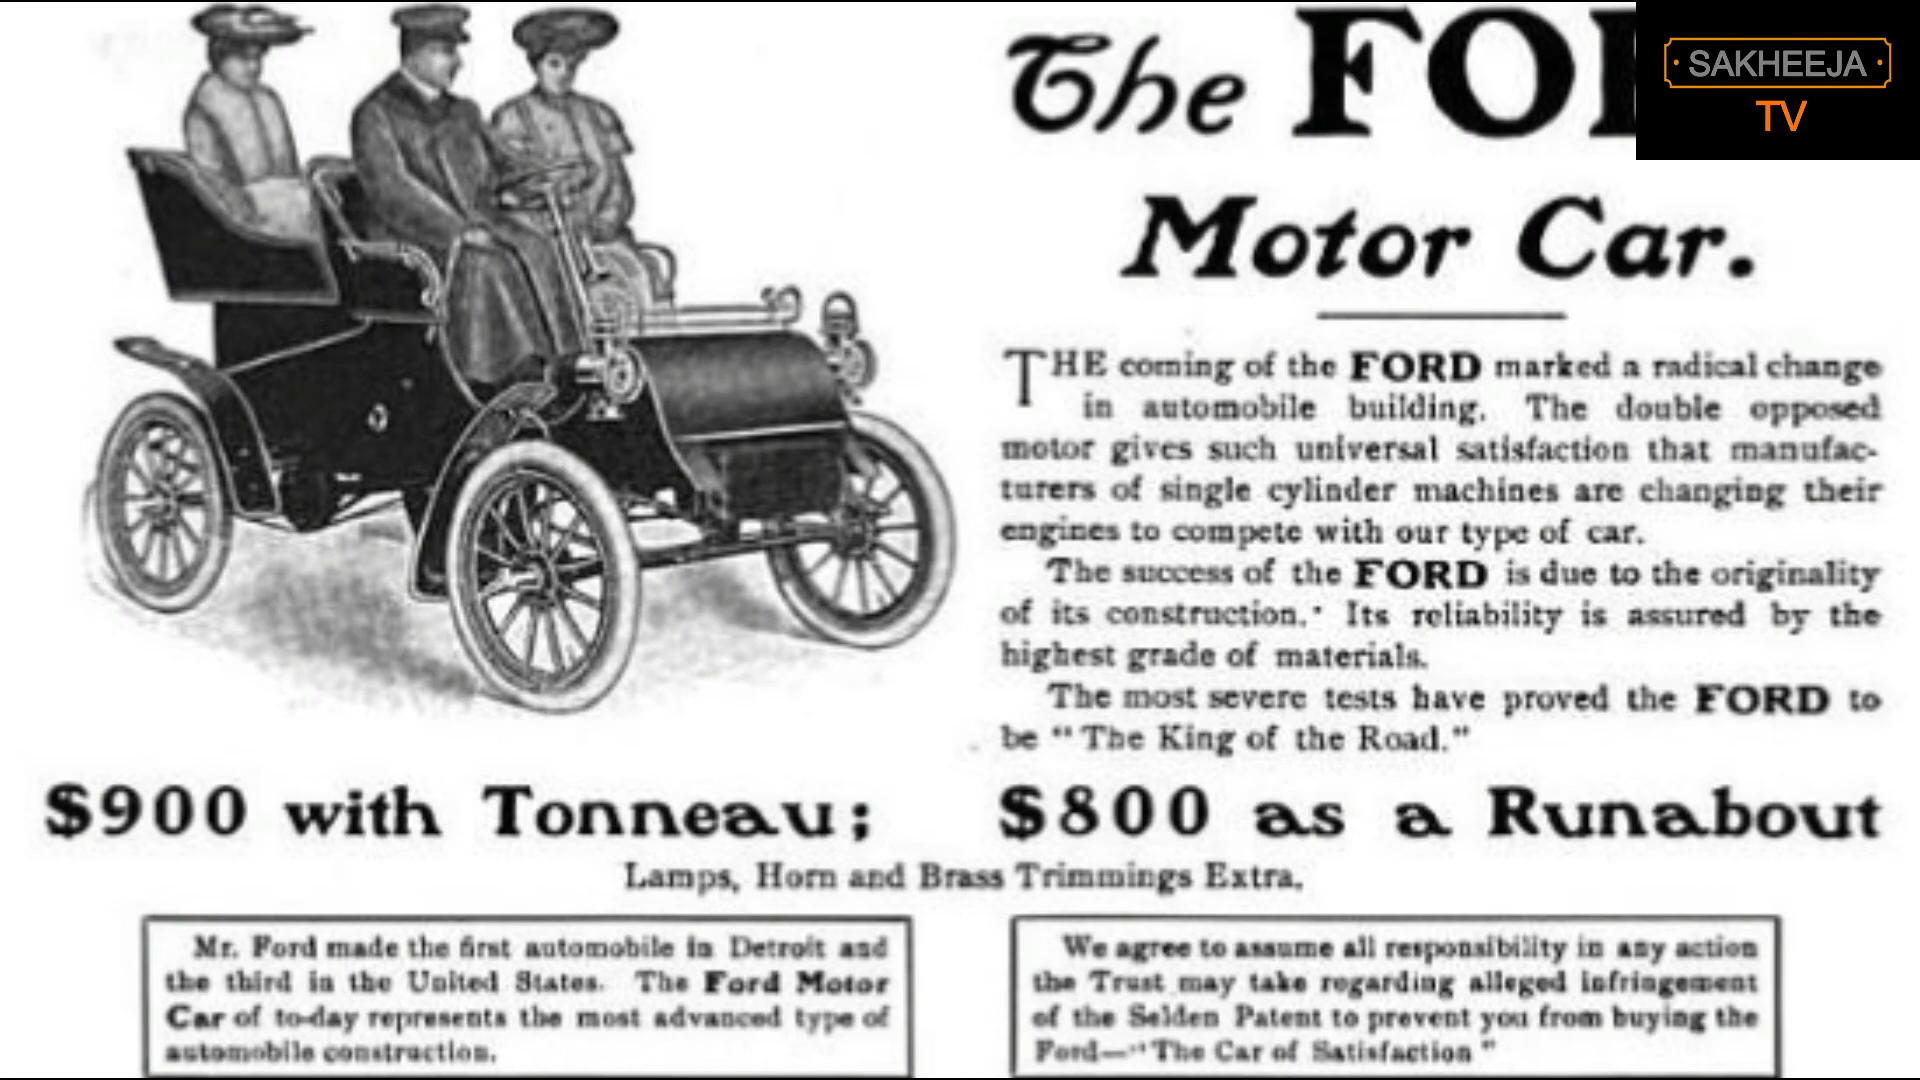 The FO
SAKHEEJA
TV
Motor Car.
THE coming of the FORD marked a radical change
in automobile building. The double opposed
motor gives such universal satisfaction that manufac-
turers of single cylinder machines are changing their
engines to compete with our type of car.
The success of the FORD is due to the originality
of its construction. Its reliability is assured by the
highest grade of materials.
The most severe tests have proved the FORD to
be "The King of the Road."
$900 with Tonneau; $800 as a Runabout
Lamps, Horn and Brass Trimmings Extra.
Mr. Ford made the first automobile in Detroit and
the third in the United States. The Ford Motor
Car of to-day represents the most advanced type of
automobile construction.
We agree to assume all responsibility in any action
the Trust may take regarding alleged infringement
of the Selden Patent to prevent you from buying the
Ford—"The Car of Satisfaction"